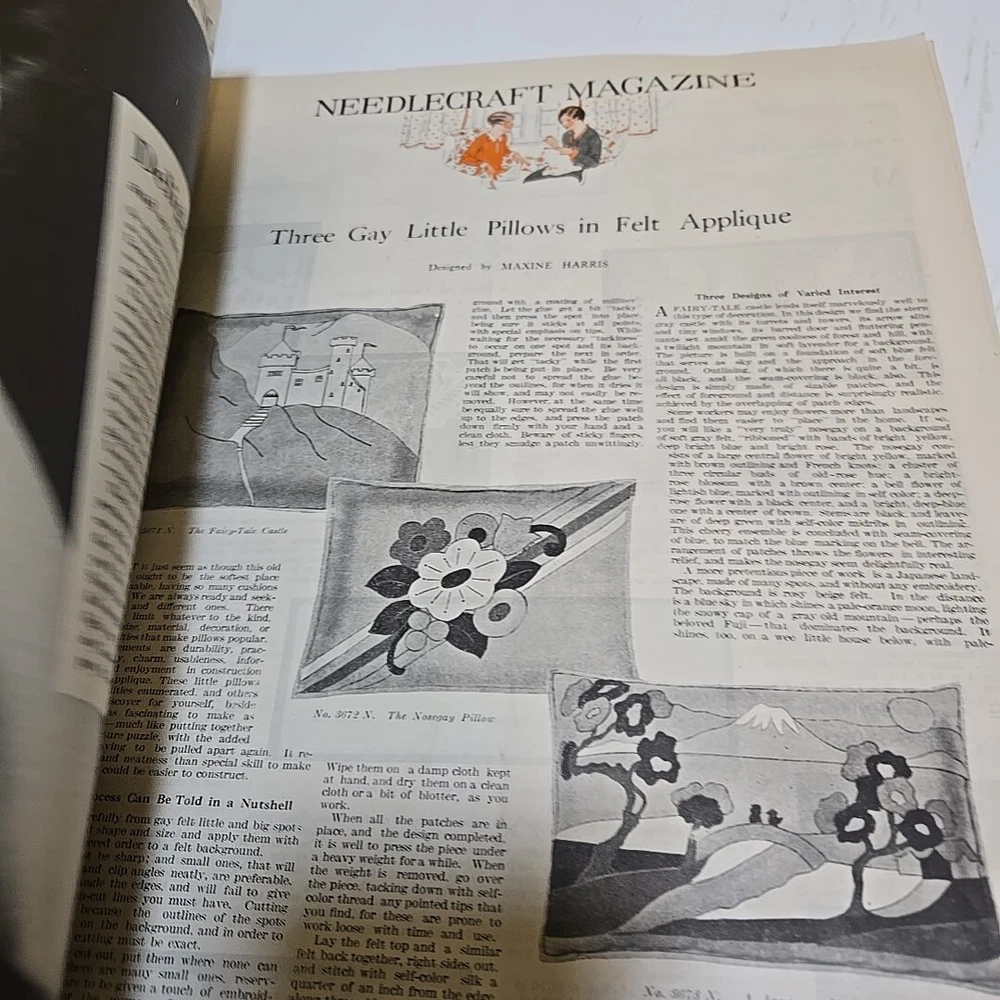 NEEDLECRAFT MAGAZINE
Three Gay Little Pillows in Felt Applique
Designed by MAXINE HARRIS
The Fairy-Tale Castle
IT just seem as though this old
ought to be the softest place
having so many cushions
We are always ready and seek-
and different ones. There
limit whatever to the kind,
material, decoration, or
ties that make pillows popular.
ments are durability, prac-
charm, usableness, infor-
enjoyment in construction
applique. These little pillows
ities enumerated, and others
scover for yourself, beside
as fascinating to make as
—much like putting together
ure puzzle, with the added
ving to be pulled apart again. It re-
and neatness than special skill to make
could be easier to construct.
ocess Can Be Told in a Nutshell
refully from gay felt little and big spots
shape and size and apply them with
ered order to a felt background.
be sharp; and small ones, that will
and clip angles neatly, are preferable.
the edges, and will fail to give
cut lines you must have. Cutting
because the outlines of the spots
on the background, and in order to
cutting must be exact.
cut out, put them where none can
there are many small ones, reserv-
re to be given a touch of embroid-
ground with a coating of milliner'
glue. Let the glue get a bit "tacky"
and then press the spot into place,
being sure it sticks at all points,
with special emphasis on tips. While
waiting for the necessary "tackiness"
to occur on one spot and its back-
ground, prepare the next in order.
That will get "tacky" while the first
patch is being put in place. Be very
careful not to spread the glue be-
yond the outlines, for when it dries it
will show, and may not easily be re-
moved. However, at the same time
be equally sure to spread the glue well
up to the edges, and press the patch
down firmly with your hand and a
clean cloth. Beware of sticky fingers,
lest they smudge a patch unwittingly.
No. 3672 N. The Nosegay Pillow
Wipe them on a damp cloth kept
at hand, and dry them on a clean
cloth or a bit of blotter, as you
work.
When all the patches are in
place, and the design completed,
it is well to press the piece under
a heavy weight for a while. When
the weight is removed, go over
the piece, tacking down with self-
color thread any pointed tips that
you find, for these are prone to
work loose with time and use.
Lay the felt top and a similar
felt back together, right sides out,
and stitch with self-color silk a
quarter of an inch from the edge
Three Designs of Varied Interest
A FAIRY-TALE castle lends itself marvelously well to
this type of decoration. In this design we find the stern
gray castle with its turrets and towers, its arrow slits
and tiny windows, its barred door and fluttering pen-
nants set amid the green coolness of forest and hill, with
a twilight mountain in soft lavender for a background.
The picture is built on a foundation of soft blue felt
that serves as sky and the approach to the fore-
ground. Outlining, of which there is quite a bit, is
all black, and the seam-covering is black, also. The
design is simply made, of sizable patches, and the
effect of foreground and distance is surprisingly realistic,
achieved by the overlapping of patch edges.
Some workers may enjoy flowers more than landscapes
and find them easier to "place" in the home. If so,
you will like a "very truly" nosegay on a background
of soft gray felt, "ribboned" with bands of bright yellow,
deep bright blue and bright rose. The nosegay con-
sists of a large central flower of bright yellow, marked
with brown outlining and French knots; a cluster of
three circular buds in old-rose hue; a bright
rose blossom with a brown center; a bell flower of
lightish blue, marked with outlining in self color; a deep-
rose flower with a black center, and a bright, deep-blue
one with a center of brown. Stems are black, and leaves
are of deep green with self-color midribs in outlining.
This cheery ensemble is concluded with seam-covering
of blue, to match the blue marking on the bell. The ar-
rangement of patches throws the flowers in interesting
relief, and makes the nosegay seem delightfully real.
A more pretentious piece of work is a Japanese land-
scape, made of many spots, and without any embroidery.
The background is rosy beige felt. In the distance
is a blue sky in which shines a pale-orange moon, lighting
the snowy cap of a gray old mountain—perhaps the
beloved Fuji—that dominates the background. It
shines, too, on a wee little house below, with pale-